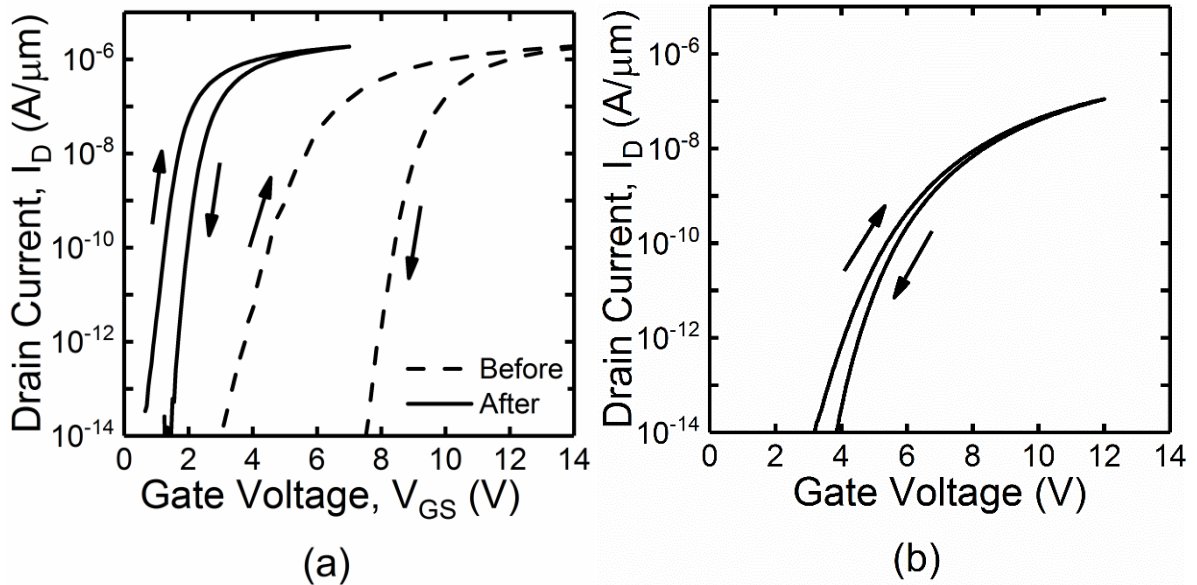 Drain Current, I_D (A/μm)
10⁻⁶
10⁻⁸
10⁻¹⁰
10⁻¹²
10⁻¹⁴
Before
After
0 2 4 6 8 10 12 14
Gate Voltage, V_GS (V)
(a)
Drain Current, I_D (A/μm)
10⁻⁶
10⁻⁸
10⁻¹⁰
10⁻¹²
10⁻¹⁴
0 2 4 6 8 10 12 14
Gate Voltage (V)
(b)